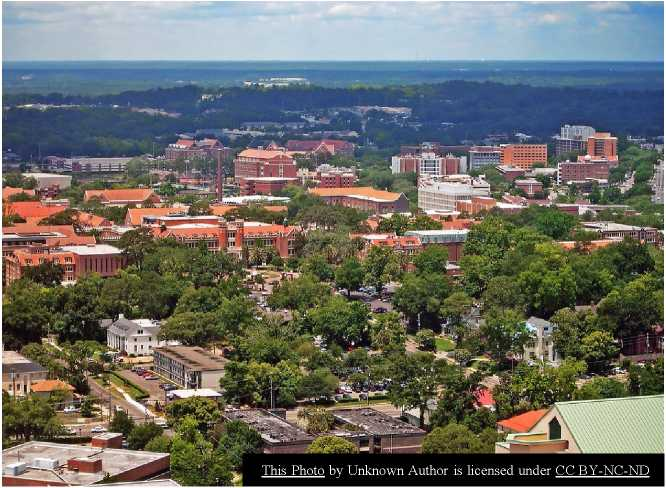 This Photo by Unknown Author is licensed under CC BY-NC-ND